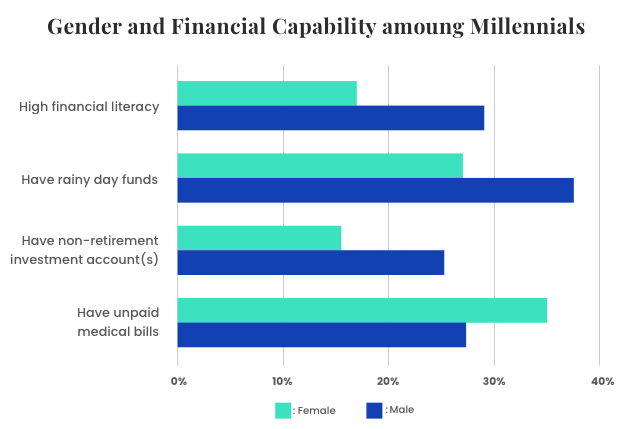 Gender and Financial Capability amoung Millennials
High financial literacy
Have rainy day funds
Have non-retirement
investment account(s)
Have unpaid
medical bills
0% 10% 20% 30% 40%
: Female : Male